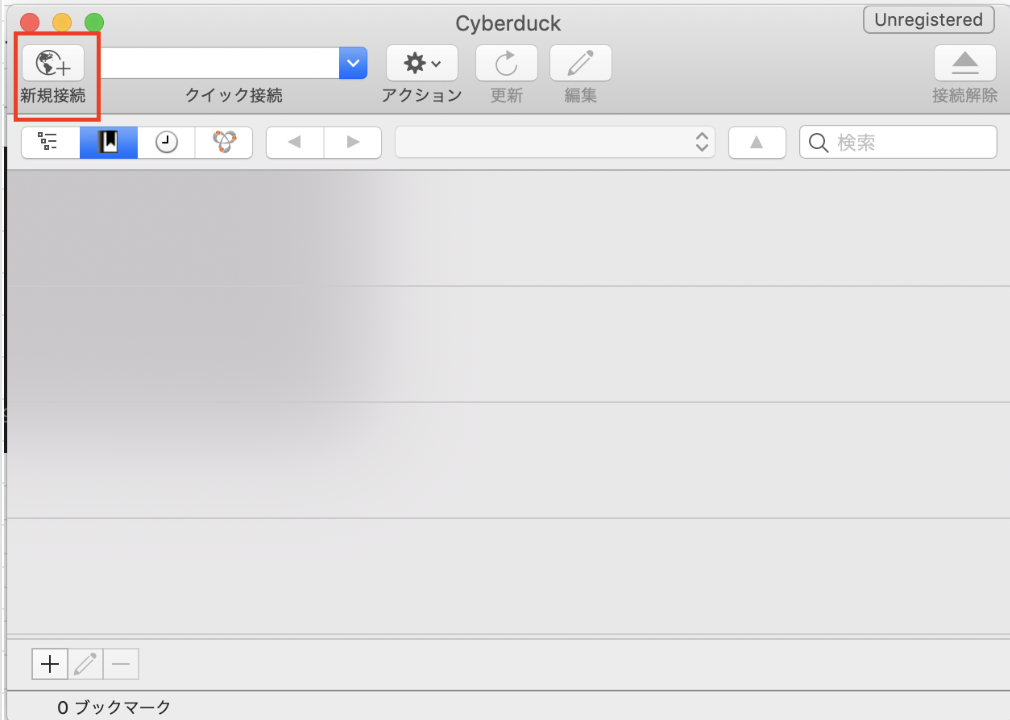 Cyberduck
Unregistered
新規接続
クイック接続
アクション
更新
編集
接続解除
検索
0 ブックマーク